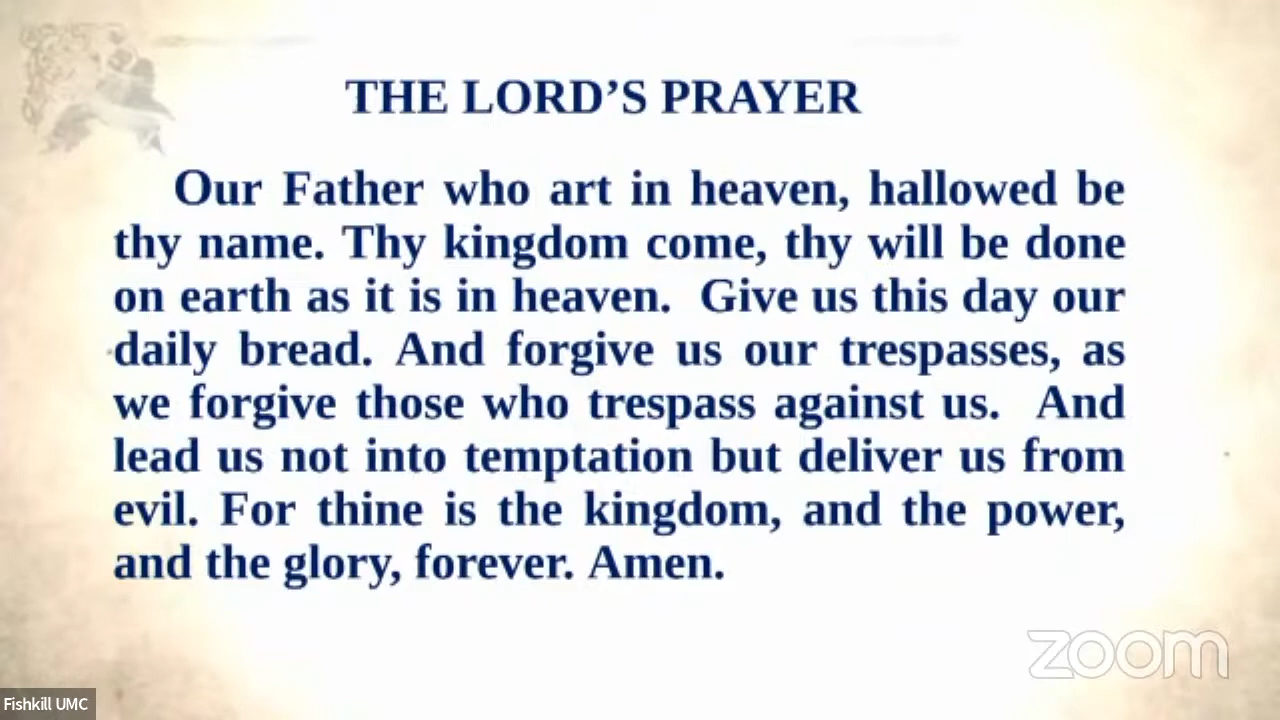 THE LORD’S PRAYER
Our Father who art in heaven, hallowed be
thy name. Thy kingdom come, thy will be done
on earth as it is in heaven.  Give us this day our
daily bread. And forgive us our trespasses, as
we forgive those who trespass against us.  And
lead us not into temptation but deliver us from
evil. For thine is the kingdom, and the power,
and the glory, forever. Amen.
zoom
Fishkill UMC